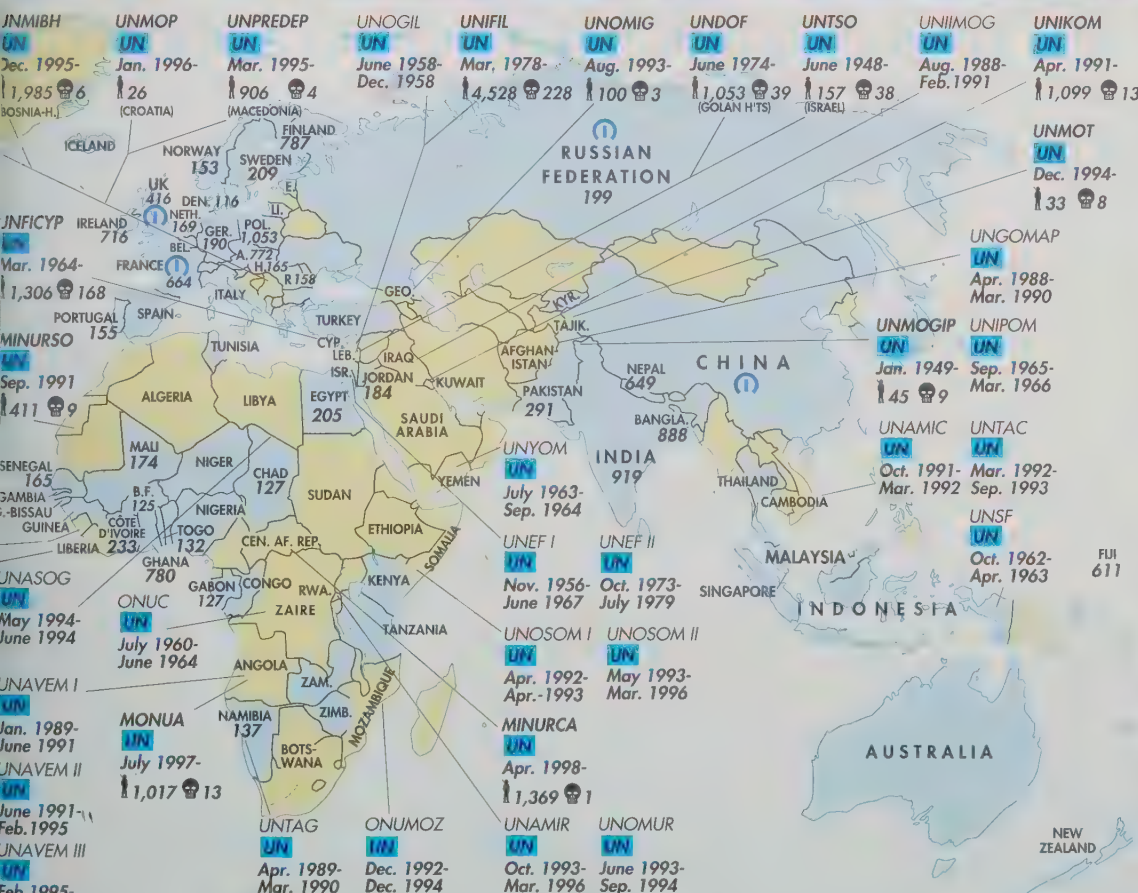 JNMIBH
UN
Dec. 1995-
1,985 6
BOSNIA-H.)
UNMOP
UN
Jan. 1996-
26
(CROATIA)
UNPREDEP
UN
Mar. 1995-
906 4
(MACEDONIA)
UNOGIL
UN
June 1958-
Dec. 1958
UNIFIL
UN
Mar, 1978-
4,528 228
UNOMIG
UN
Aug. 1993-
100 3
UNDOF
UN
June 1974-
1,053 39
(GOLAN H'TS)
UNTSO
UN
June 1948-
157 38
(ISRAEL)
UNIIMOG
UN
Aug. 1988-
Feb.1991
UNIKOM
UN
Apr. 1991-
1,099 13
UNMOT
UN
Dec. 1994-
33 8
ICELAND
NORWAY
153
FINLAND
787
SWEDEN
209
RUSSIAN
FEDERATION
199
UK
416
DEN. 116
E.
LI.
IRELAND
716
NETH.
169
GER.
190
POL.
1,053
BEL.
A.772
H.165
R158
FRANCE
664
ITALY
PORTUGAL
155
SPAIN
GEO.
TURKEY
TUNISIA
CYP.
LEB.
ISR.
IRAQ
JORDAN
184
KUWAIT
KYR.
TAJIK.
AFGHAN-
ISTAN
PAKISTAN
291
NEPAL
649
CHINA
BANGLA.
888
INDIA
919
JNFICYP
UN
Mar. 1964-
1,306 168
MINURSO
UN
Sep. 1991
411 9
UNGOMAP
UN
Apr. 1988-
Mar. 1990
UNMOGIP
UN
Jan. 1949-
45 9
UNIPOM
UN
Sep. 1965-
Mar. 1966
UNAMIC
UN
Oct. 1991-
Mar. 1992
UNTAC
UN
Mar. 1992-
Sep. 1993
UNSF
UN
Oct. 1962-
Apr. 1963
FIJI
611
ALGERIA
LIBYA
EGYPT
205
SAUDI
ARABIA
YEMEN
MALI
174
NIGER
CHAD
127
SUDAN
SENEGAL
165
GAMBIA
G.-BISSAU
GUINEA
B.F.
125
NIGERIA
CÔTE
D'IVOIRE
233
LIBERIA
TOGO
132
GHANA
780
CEN. AF. REP.
ETHIOPIA
SOMALIA
GABON
127
CONGO
RWA.
KENYA
ZAIRE
TANZANIA
ANGOLA
ZAM.
ZIMB.
MOZAMBIQUE
NAMIBIA
137
BOTS-
WANA
THAILAND
CAMBODIA
MALAYSIA
SINGAPORE
INDONESIA
AUSTRALIA
NEW
ZEALAND
UNYOM
UN
July 1963-
Sep. 1964
UNEF I
UN
Nov. 1956-
June 1967
UNEF II
UN
Oct. 1973-
July 1979
UNOSOM I
UN
Apr. 1992-
Apr.-1993
UNOSOM II
UN
May 1993-
Mar. 1996
MINURCA
UN
Apr. 1998-
1,369 1
UNASOG
UN
May 1994-
June 1994
ONUC
UN
July 1960-
June 1964
UNAVEM I
UN
Jan. 1989-
June 1991
MONUA
UN
July 1997-
1,017 13
UNAVEM II
UN
June 1991-
Feb.1995
UNAVEM III
UN
Feb 1995-
UNTAG
UN
Apr. 1989-
Mar. 1990
ONUMOZ
UN
Dec. 1992-
Dec. 1994
UNAMIR
UN
Oct. 1993-
Mar. 1996
UNOMUR
UN
June 1993-
Sep. 1994